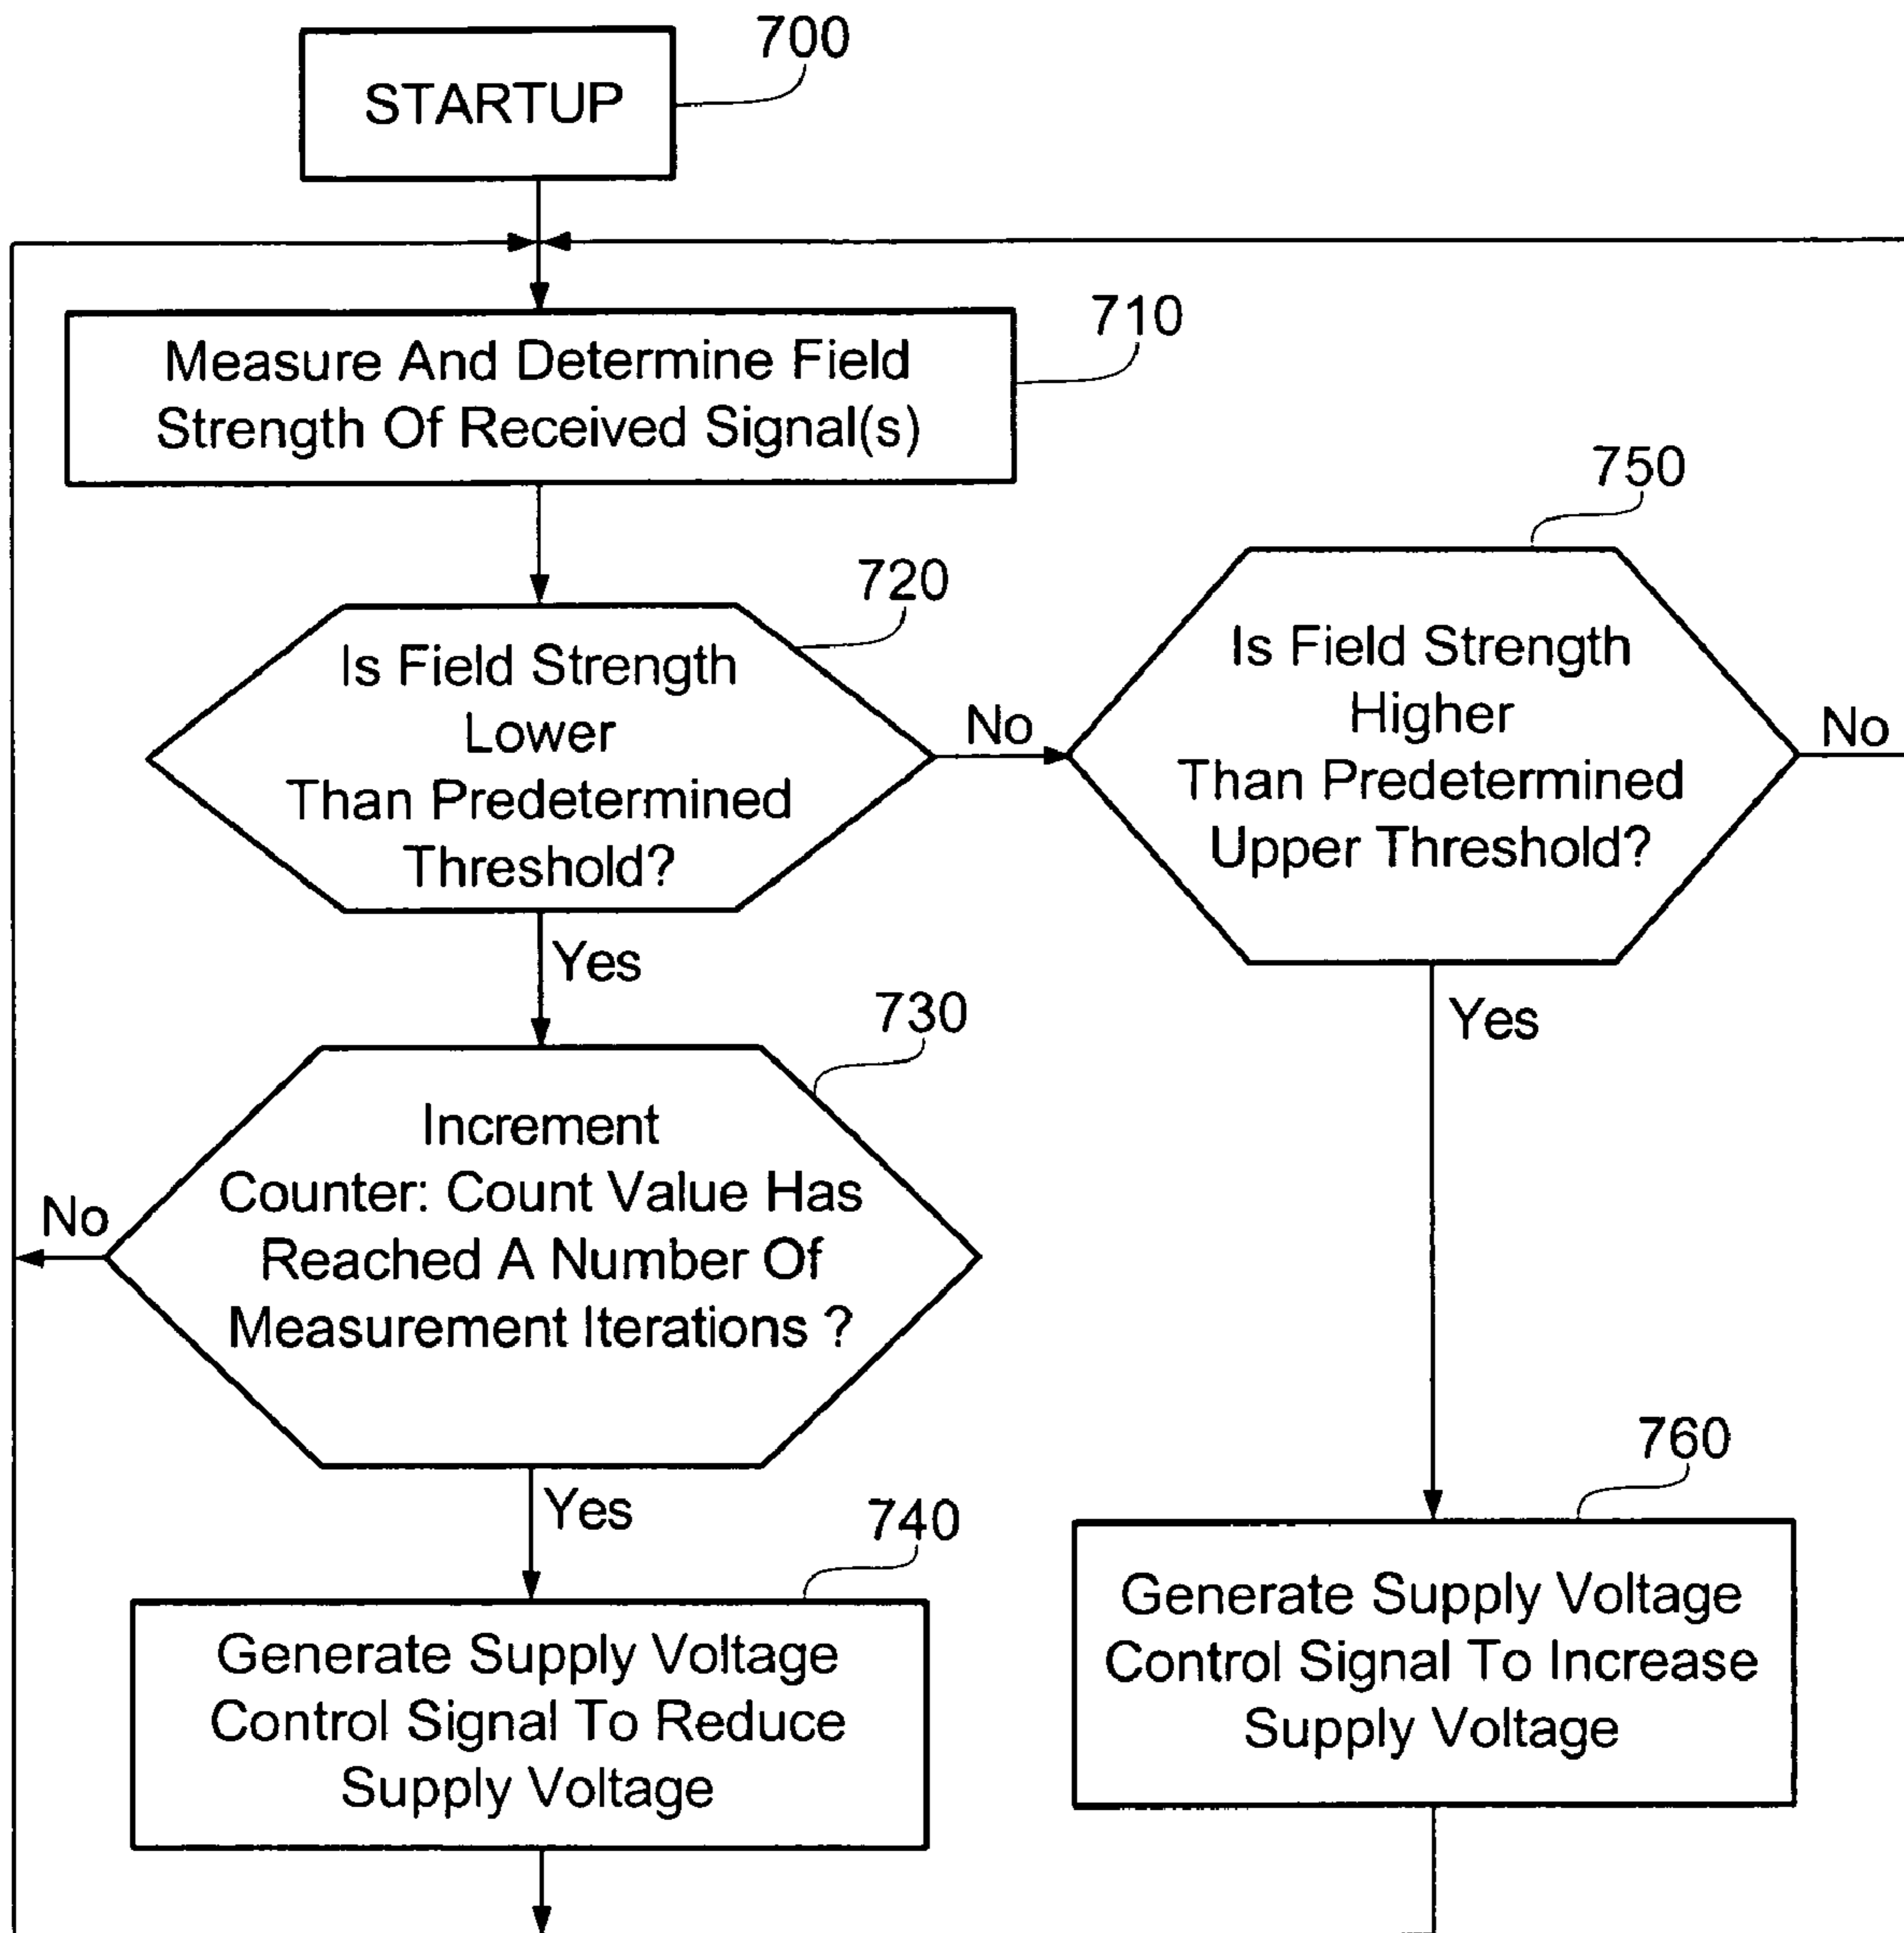 700
STARTUP
710
Measure And Determine Field
Strength Of Received Signal(s)
720
Is Field Strength
Lower
Than Predetermined
Threshold?
No
Yes
750
Is Field Strength
Higher
Than Predetermined
Upper Threshold?
No
Yes
730
Increment
Counter: Count Value Has
Reached A Number Of
Measurement Iterations ?
No
Yes
740
Generate Supply Voltage
Control Signal To Reduce
Supply Voltage
760
Generate Supply Voltage
Control Signal To Increase
Supply Voltage